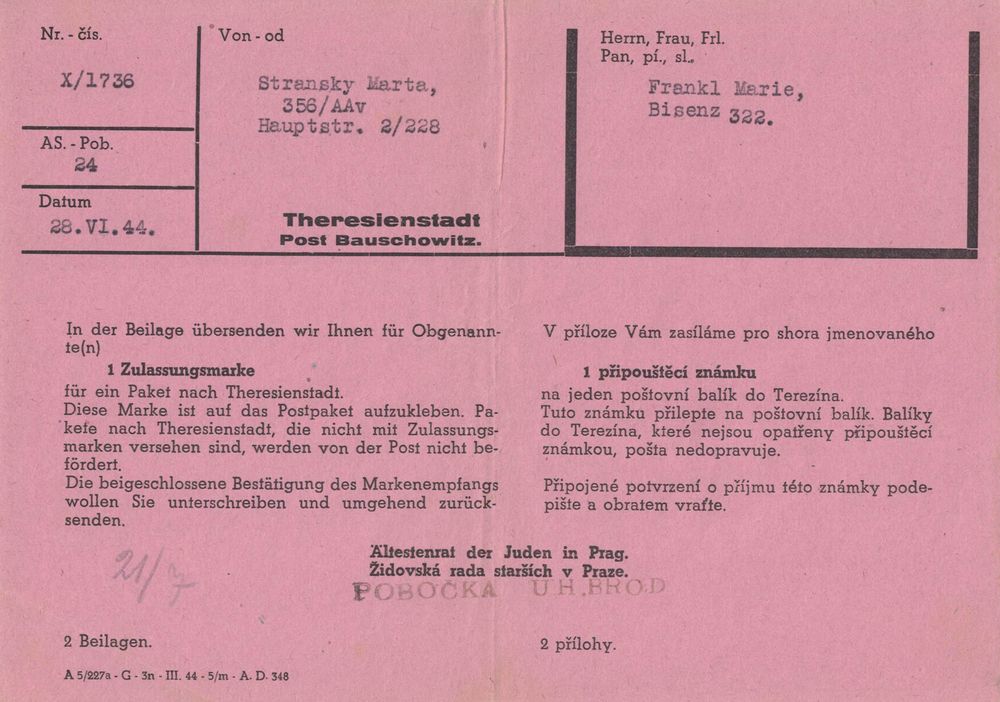 Nr. - čís.
X/1736
AS. - Pob.
24
Datum
28.VI.44.
Von - od
Stransky Marta,
356/AAv
Hauptstr. 2/228
Theresienstadt
Post Bauschowitz.
Herrn, Frau, Frl.
Pan, pí., sl.
Frankl Marie,
Bisenz 322.
In der Beilage übersenden wir Ihnen für Obgenann-
te(n)
1 Zulassungsmarke
für ein Paket nach Theresienstadt.
Diese Marke ist auf das Postpaket aufzukleben. Pa-
kete nach Theresienstadt, die nicht mit Zulassungs-
marken versehen sind, werden von der Post nicht be-
fördert.
Die beigeschlossene Bestätigung des Markenempfangs
wollen Sie unterschreiben und umgehend zurück-
senden.
V příloze Vám zasíláme pro shora jmenovaného
1 připouštěcí známku
na jeden poštovní balík do Terezína.
Tuto známku přilepte na poštovní balík. Balíky
do Terezína, které nejsou opatřeny připouštěcí
známkou, pošta nedopravuje.
Připojené potvrzení o příjmu této známky pode-
pište a obratem vraťte.
Ältestenrat der Juden in Prag.
Židovská rada starších v Praze.
POBOČKA UH.BROD
21/7
2 Beilagen.
2 přílohy.
A 5/227a - G - 3n - III. 44 - 5/m - A. D. 348